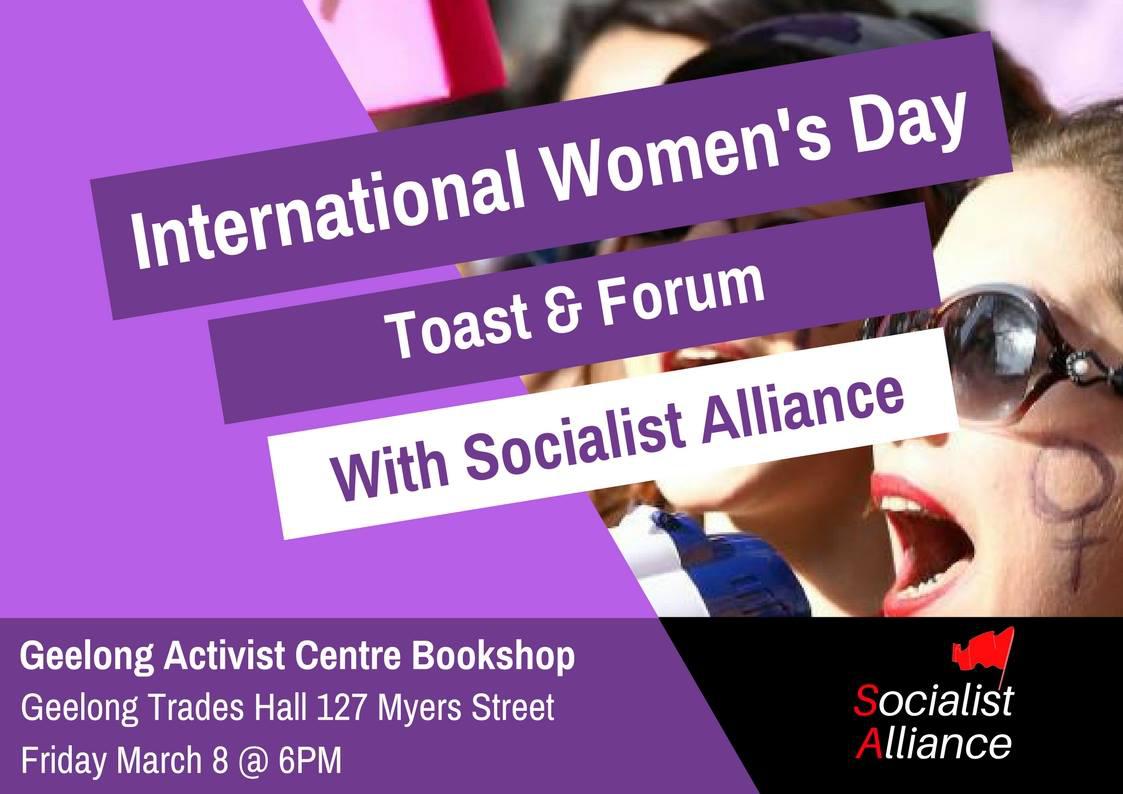 International Women's Day
Toast & Forum
With Socialist Alliance
Geelong Activist Centre Bookshop
Geelong Trades Hall 127 Myers Street
Friday March 8 @ 6PM
Socialist
Alliance